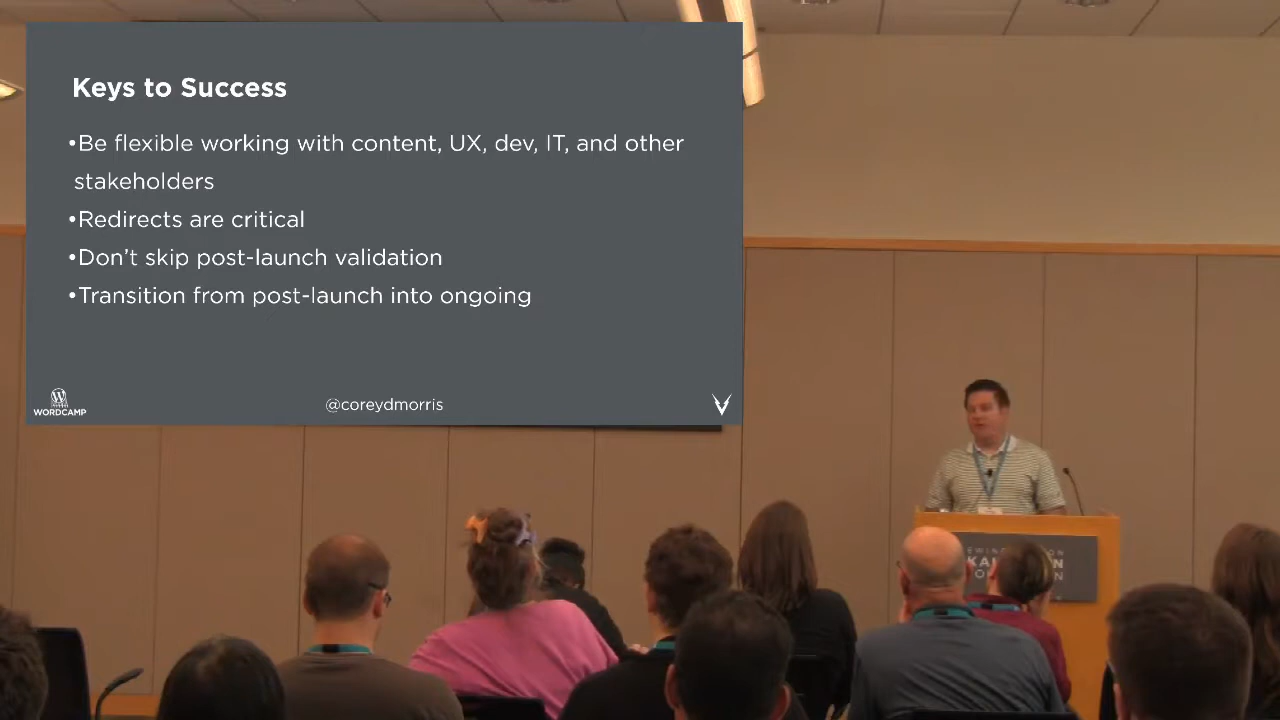 Keys to Success
•Be flexible working with content, UX, dev, IT, and other
stakeholders
•Redirects are critical
•Don’t skip post-launch validation
•Transition from post-launch into ongoing
WORDCAMP
@coreydmorris